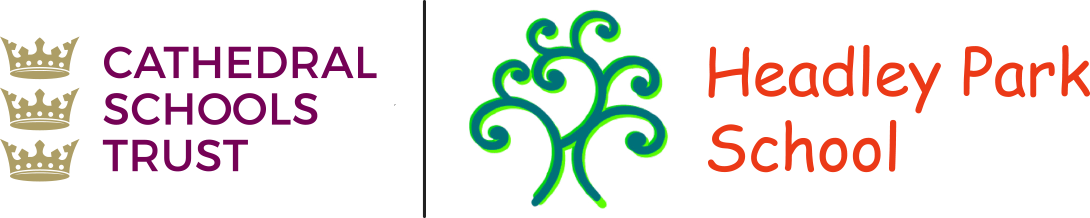 CATHEDRAL
SCHOOLS
TRUST
Headley Park
School